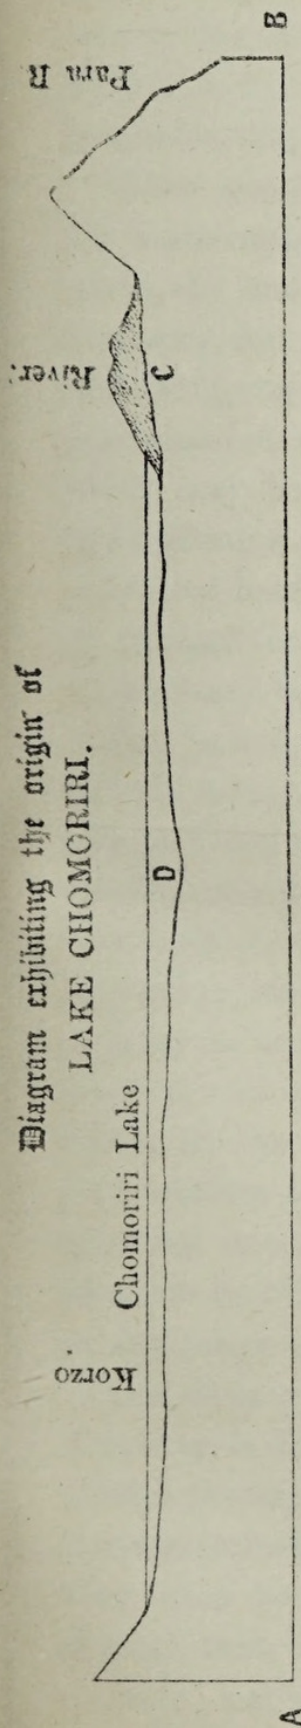 Diagram exhibiting the origin of
LAKE CHOMORIRI.
Korzo
Chomoriri Lake
D
River.
C
Para R
A
B